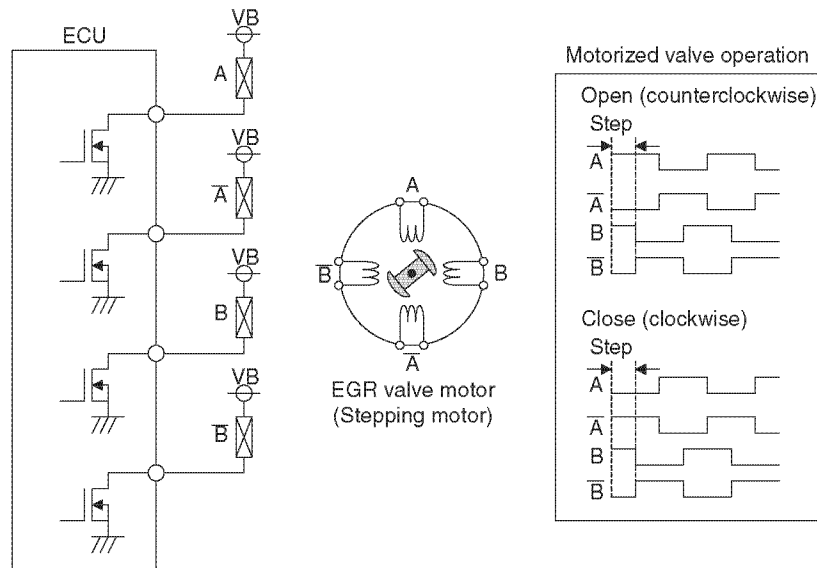 ECU
VB
A
VB
A̅
VB
B
VB
B̅
A
B̅
B
A̅
EGR valve motor
(Stepping motor)
Motorized valve operation
Open (counterclockwise)
Step
A
A̅
B
B̅
Close (clockwise)
Step
A
A̅
B
B̅